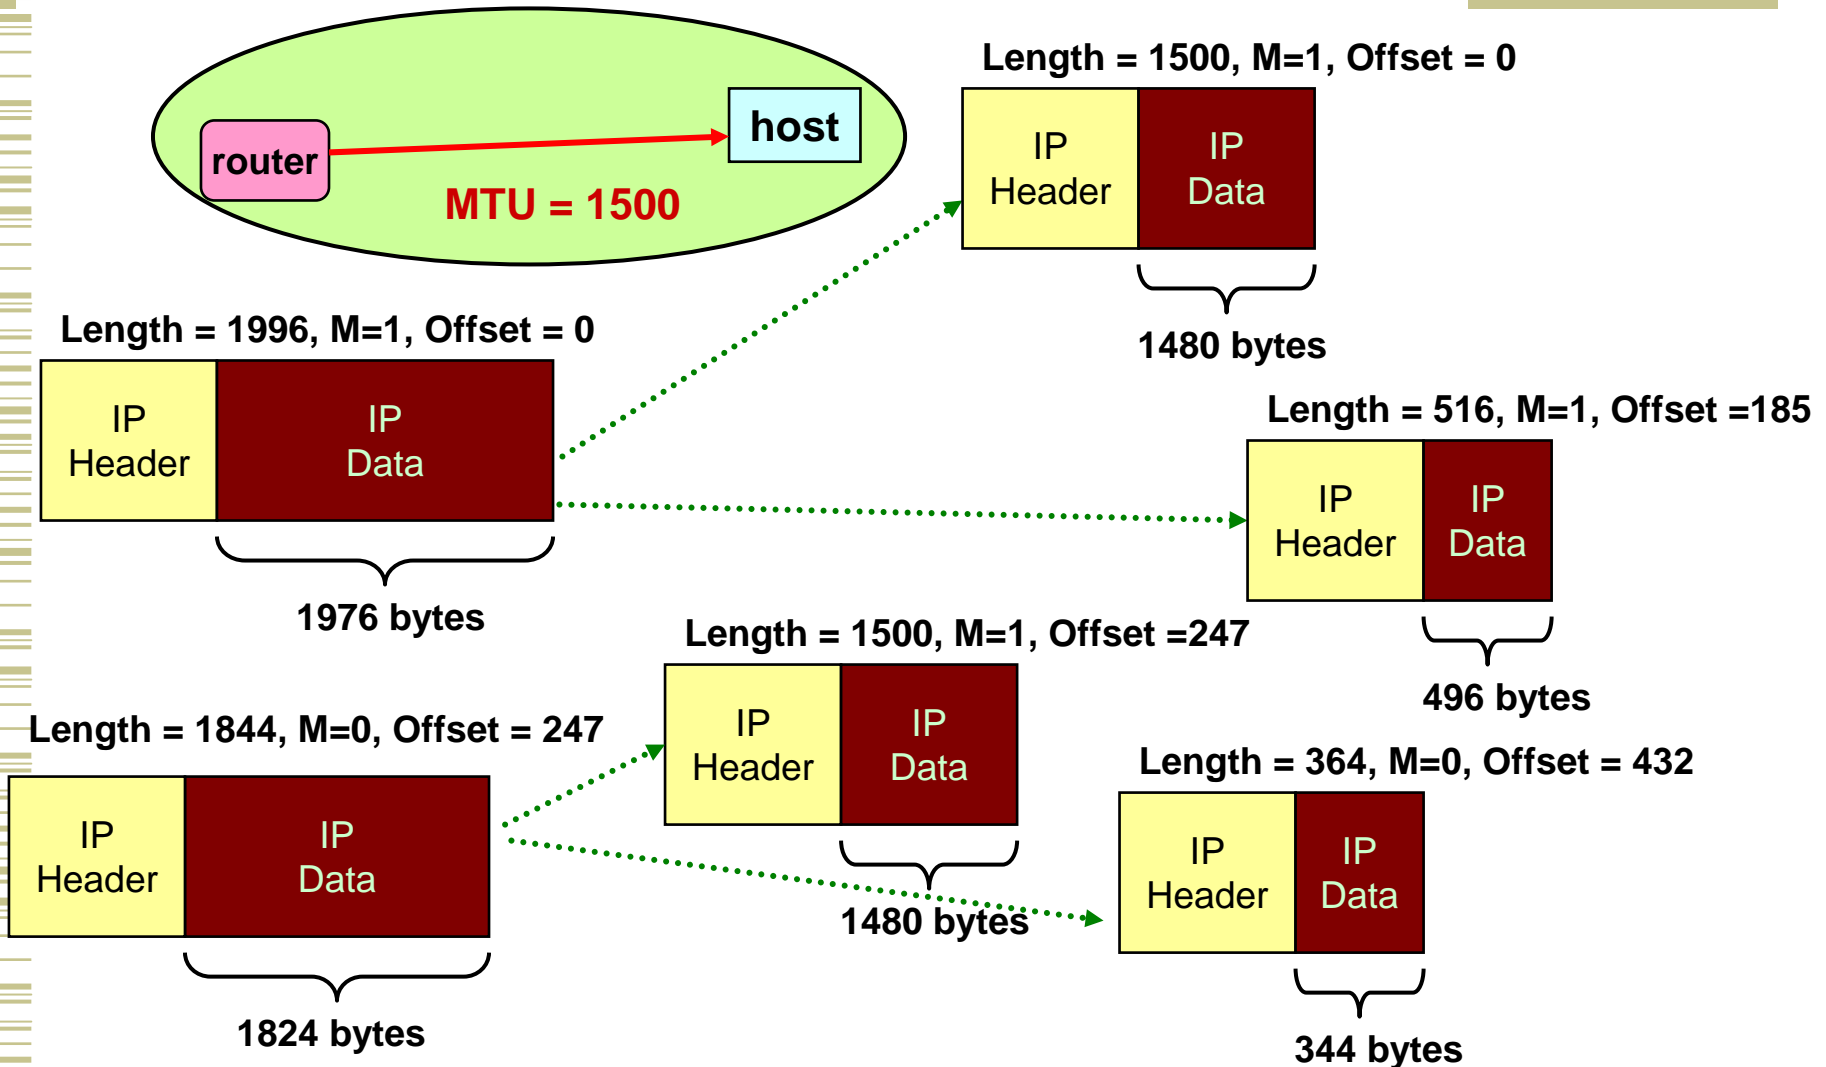 router
host
MTU = 1500
Length = 1500, M=1, Offset = 0
IP
Header
IP
Data
1480 bytes
Length = 1996, M=1, Offset = 0
IP
Header
IP
Data
1976 bytes
Length = 516, M=1, Offset =185
IP
Header
IP
Data
496 bytes
Length = 1500, M=1, Offset =247
IP
Header
IP
Data
1480 bytes
Length = 1844, M=0, Offset = 247
IP
Header
IP
Data
1824 bytes
Length = 364, M=0, Offset = 432
IP
Header
IP
Data
344 bytes